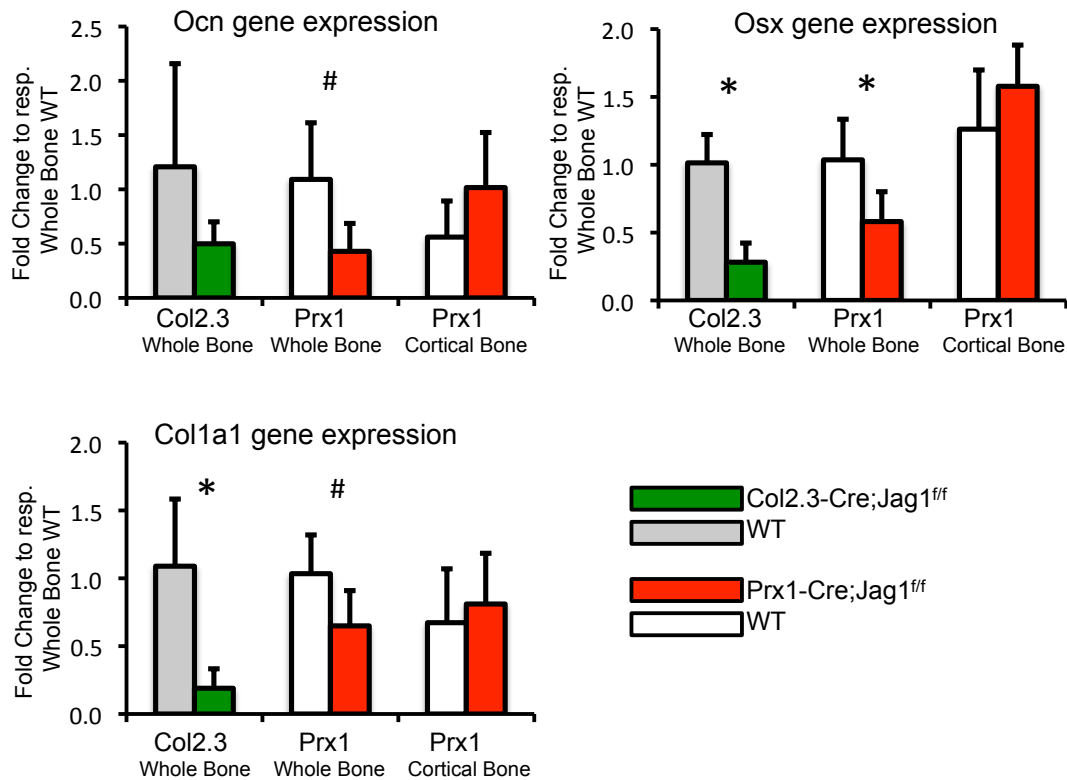 Ocn gene expression
Fold Change to resp.
Whole Bone WT
2.5
2.0
1.5
1.0
0.5
0.0
#
Col2.3
Whole Bone
Prx1
Whole Bone
Prx1
Cortical Bone
Osx gene expression
Fold Change to resp.
Whole Bone WT
2.0
1.5
1.0
0.5
0.0
*
*
Col2.3
Whole Bone
Prx1
Whole Bone
Prx1
Cortical Bone
Col1a1 gene expression
Fold Change to resp.
Whole Bone WT
2.0
1.5
1.0
0.5
0.0
*
#
Col2.3
Whole Bone
Prx1
Whole Bone
Prx1
Cortical Bone
Col2.3-Cre;Jag1f/f
WT
Prx1-Cre;Jag1f/f
WT